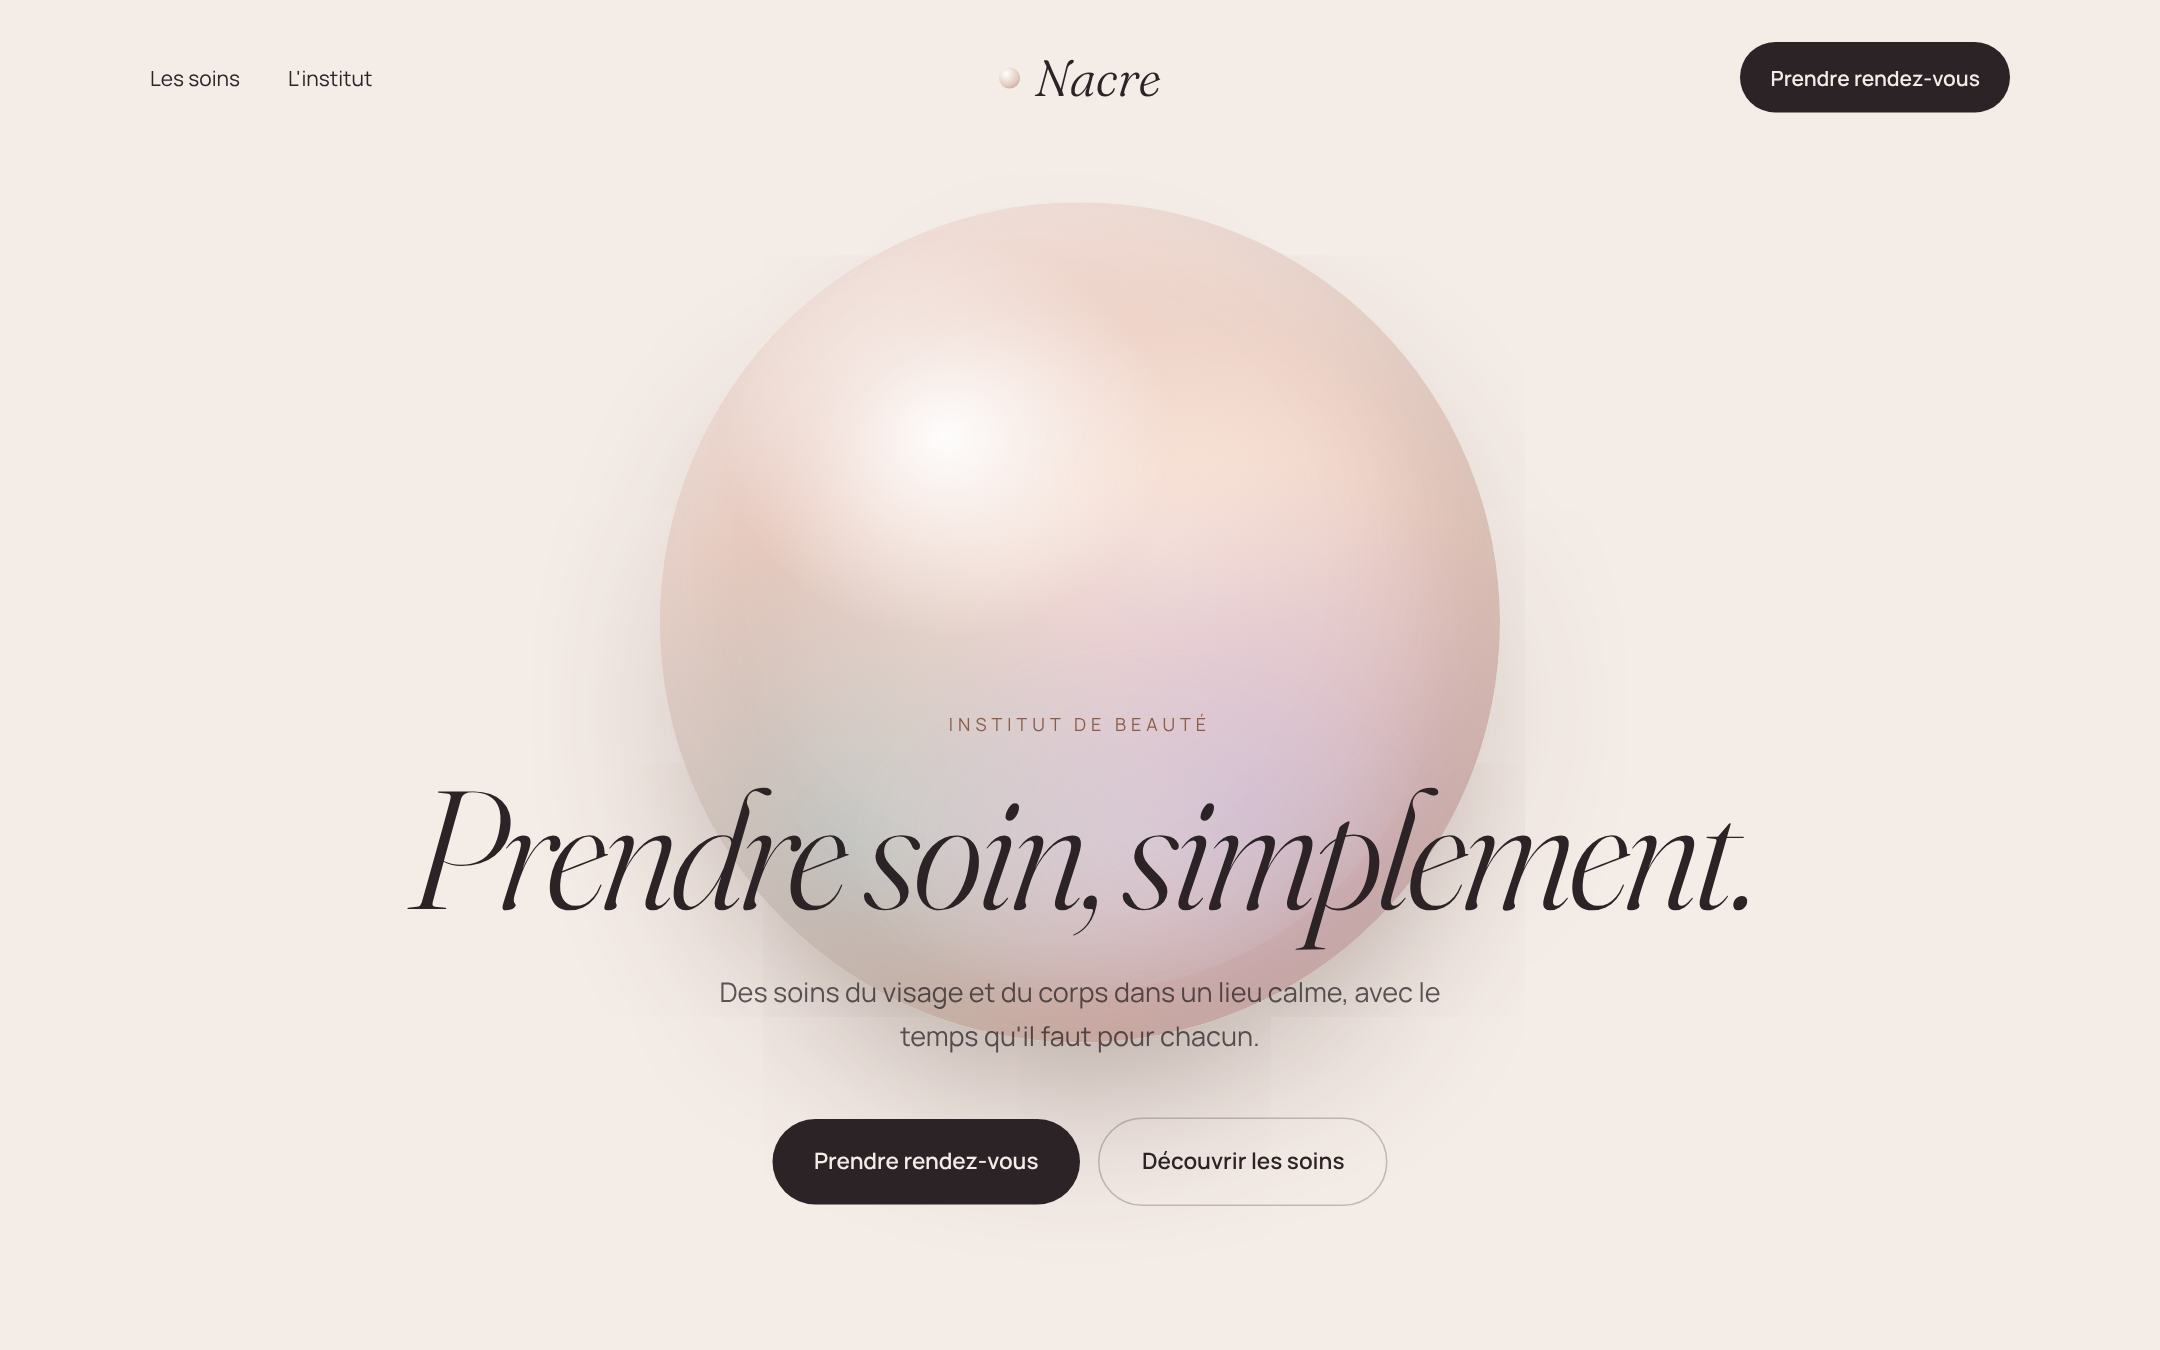 Les soins
L'institut
Nacre
Prendre rendez-vous
INSTITUT DE BEAUTÉ
Prendre soin, simplement.
Des soins du visage et du corps dans un lieu calme, avec le
temps qu'il faut pour chacun.
Prendre rendez-vous
Découvrir les soins